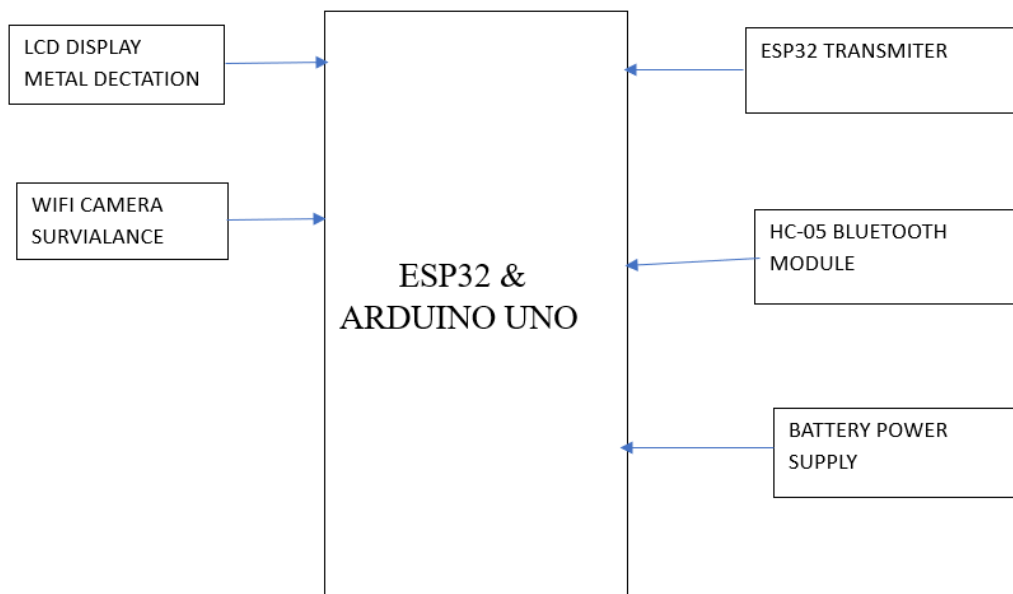 LCD DISPLAY
METAL DECTATION
WIFI CAMERA
SURVIALANCE
ESP32 &
ARDUINO UNO
ESP32 TRANSMITER
HC-05 BLUETOOTH
MODULE
BATTERY POWER
SUPPLY